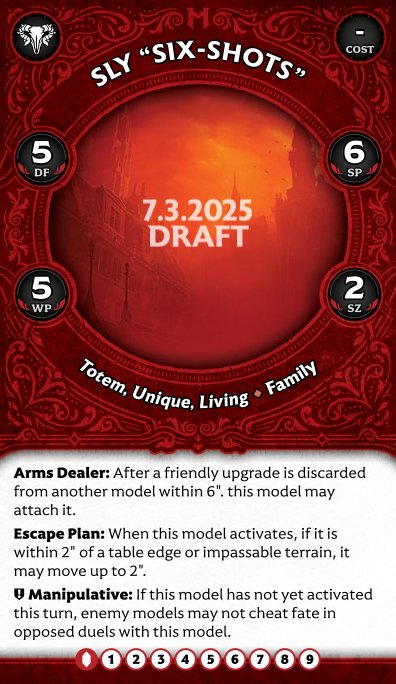 -
COST
SLY “SIX-SHOTS”
5
DF
6
SP
7.3.2025
DRAFT
5
WP
2
SZ
Totem, Unique, Living ♦ Family
Arms Dealer: After a friendly upgrade is discarded
from another model within 6". this model may
attach it.
Escape Plan: When this model activates, if it is
within 2" of a table edge or impassable terrain, it
may move up to 2".
Manipulative: If this model has not yet activated
this turn, enemy models may not cheat fate in
opposed duels with this model.
1 2 3 4 5 6 7 8 9